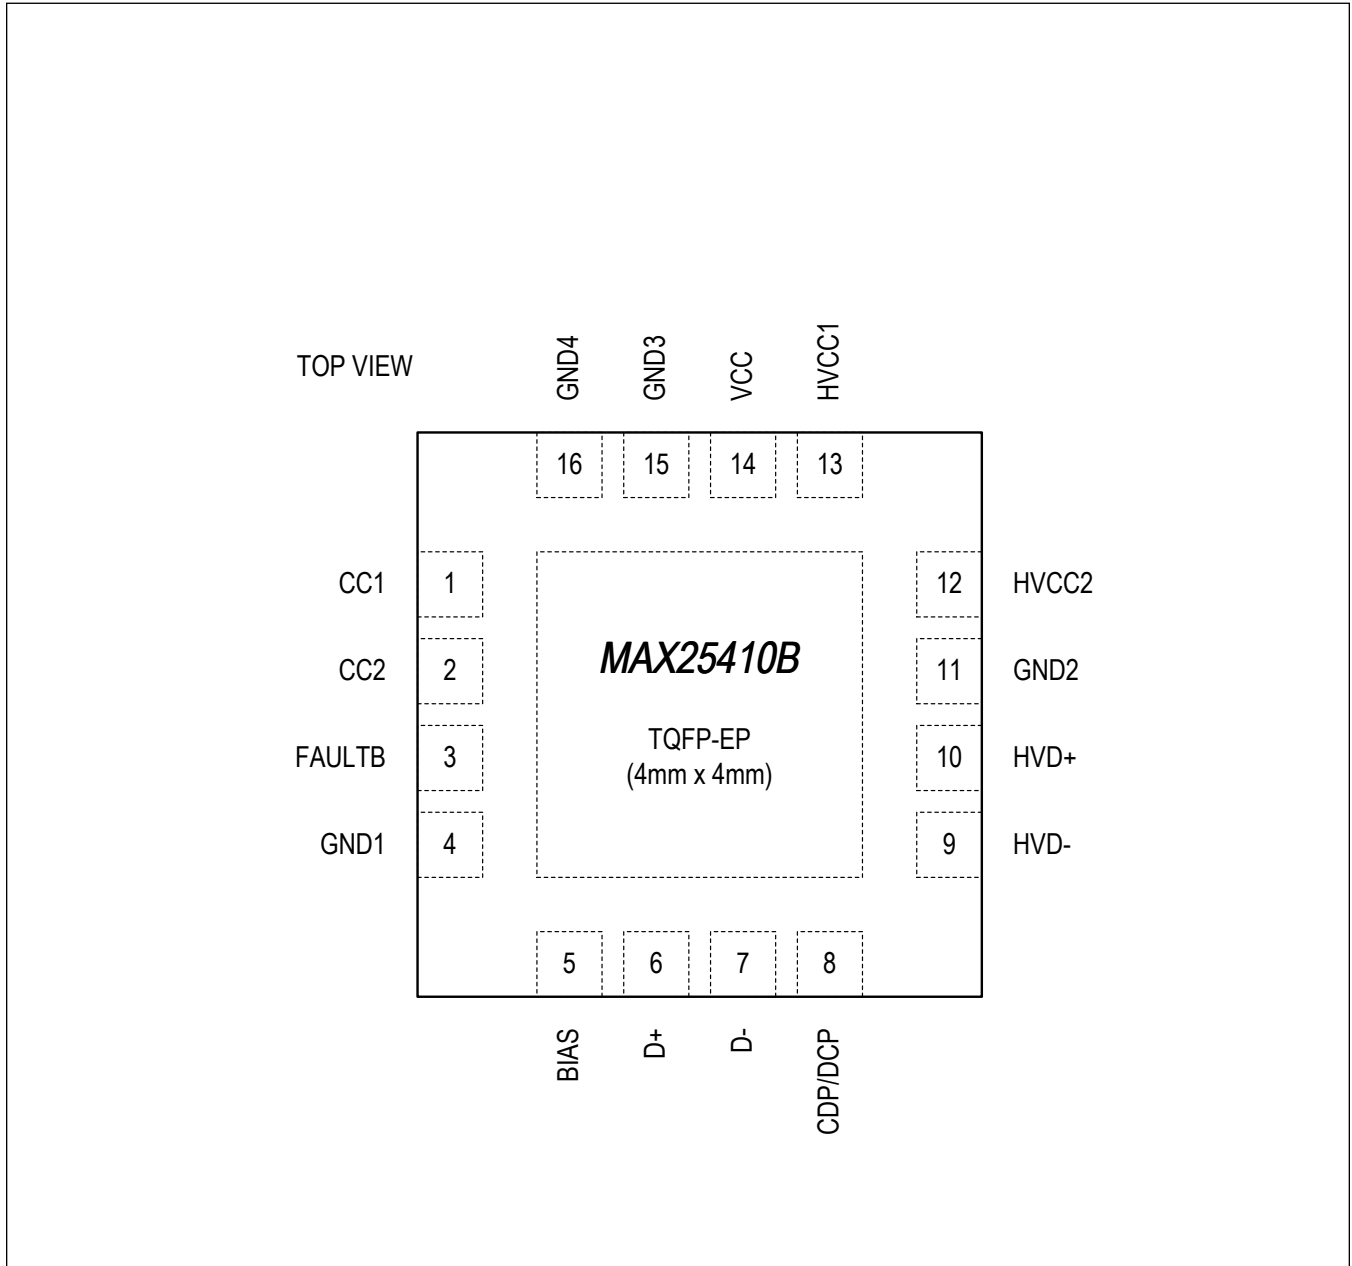 TOP VIEW
GND4
GND3
VCC
HVCC1
16
15
14
13
CC1
1
12
HVCC2
CC2
2
MAX25410B
11
GND2
FAULTB
3
TQFP-EP
(4mm x 4mm)
10
HVD+
GND1
4
9
HVD-
5
6
7
8
BIAS
D+
D-
CDP/DCP